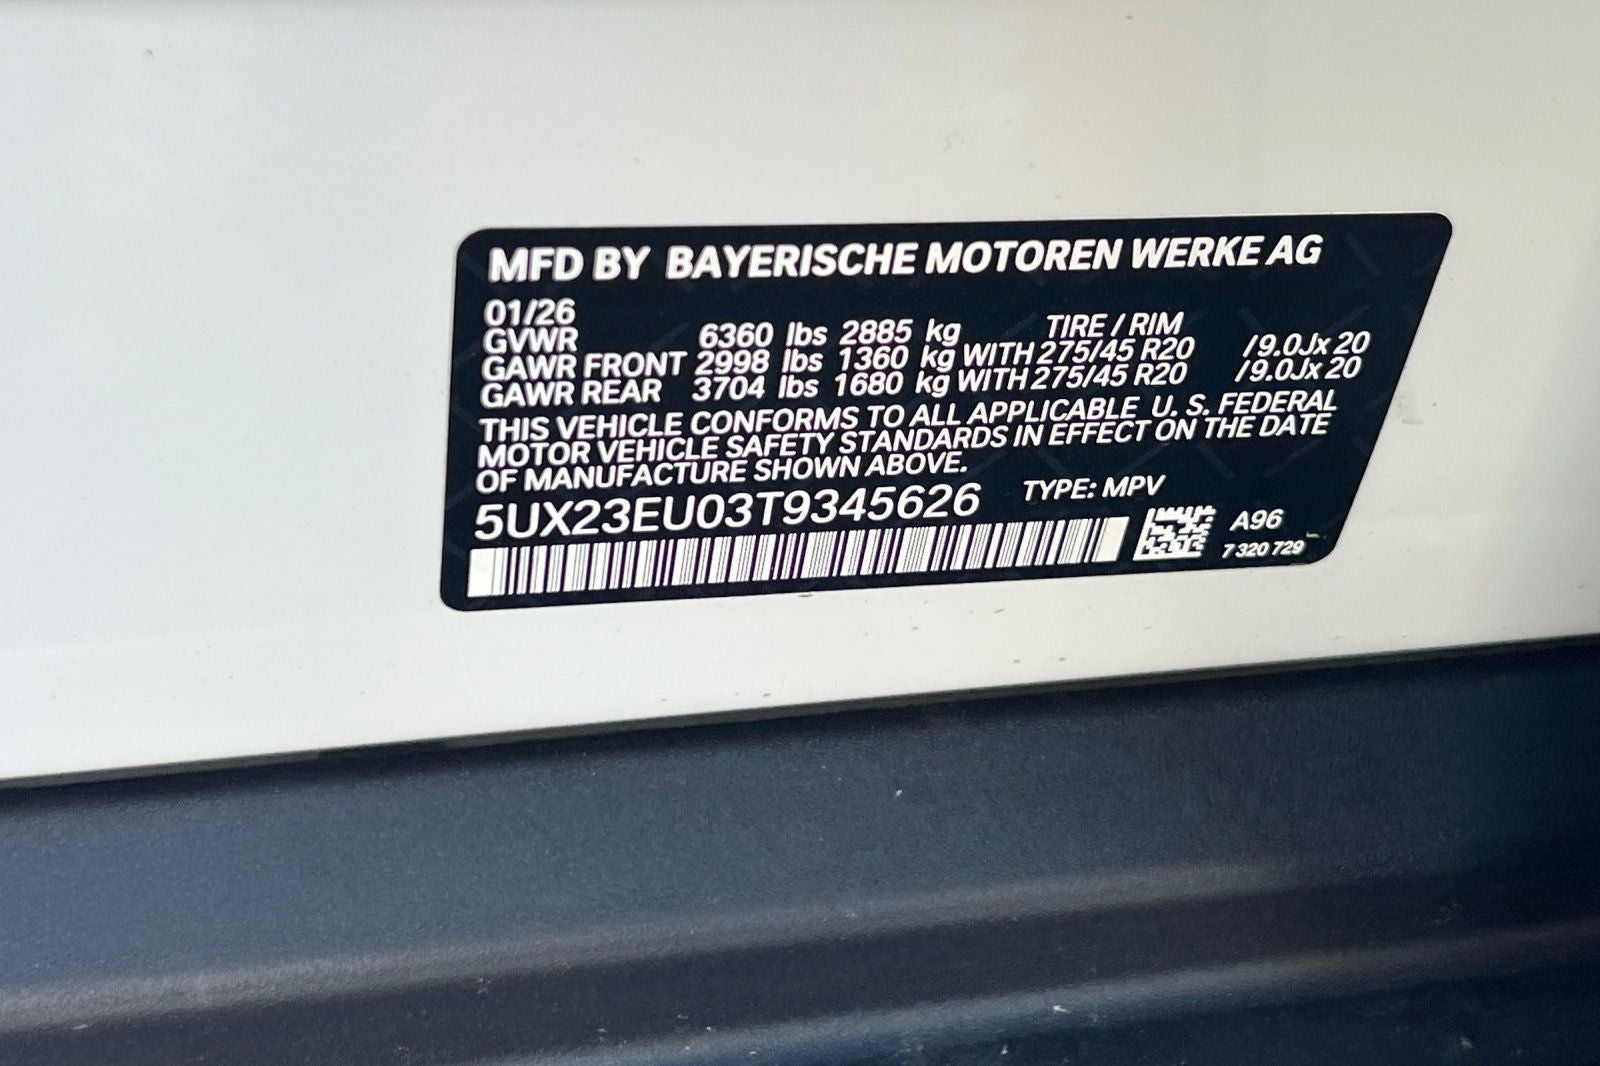 MFD BY BAYERISCHE MOTOREN WERKE AG
01/26
GVWR 6360 lbs 2885 kg TIRE / RIM
GAWR FRONT 2998 lbs 1360 kg WITH 275/45 R20 / 9.0Jx 20
GAWR REAR 3704 lbs 1680 kg WITH 275/45 R20 / 9.0Jx 20
THIS VEHICLE CONFORMS TO ALL APPLICABLE U. S. FEDERAL
MOTOR VEHICLE SAFETY STANDARDS IN EFFECT ON THE DATE
OF MANUFACTURE SHOWN ABOVE.
5UX23EU03T9345626 TYPE: MPV
A96
7 320 729